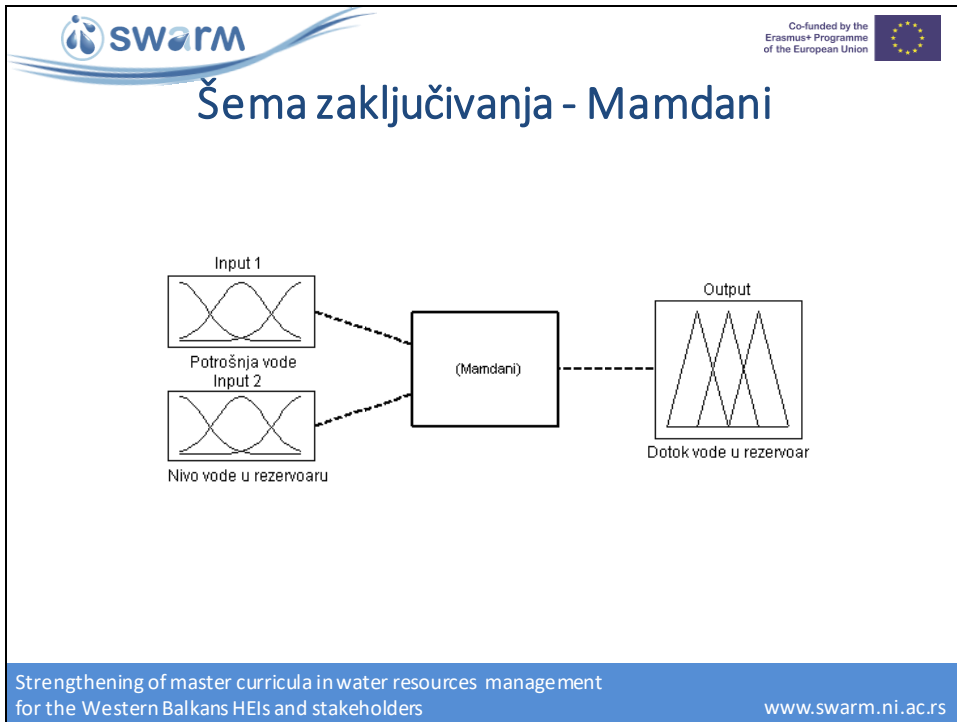 swarm
Co-funded by the
Erasmus+ Programme
of the European Union
Šema zaključivanja - Mamdani
Input 1
Potrošnja vode
Input 2
Nivo vode u rezervoaru
(Mamdani)
Output
Dotok vode u rezervoar
Strengthening of master curricula in water resources management
for the Western Balkans HEIs and stakeholders
www.swarm.ni.ac.rs